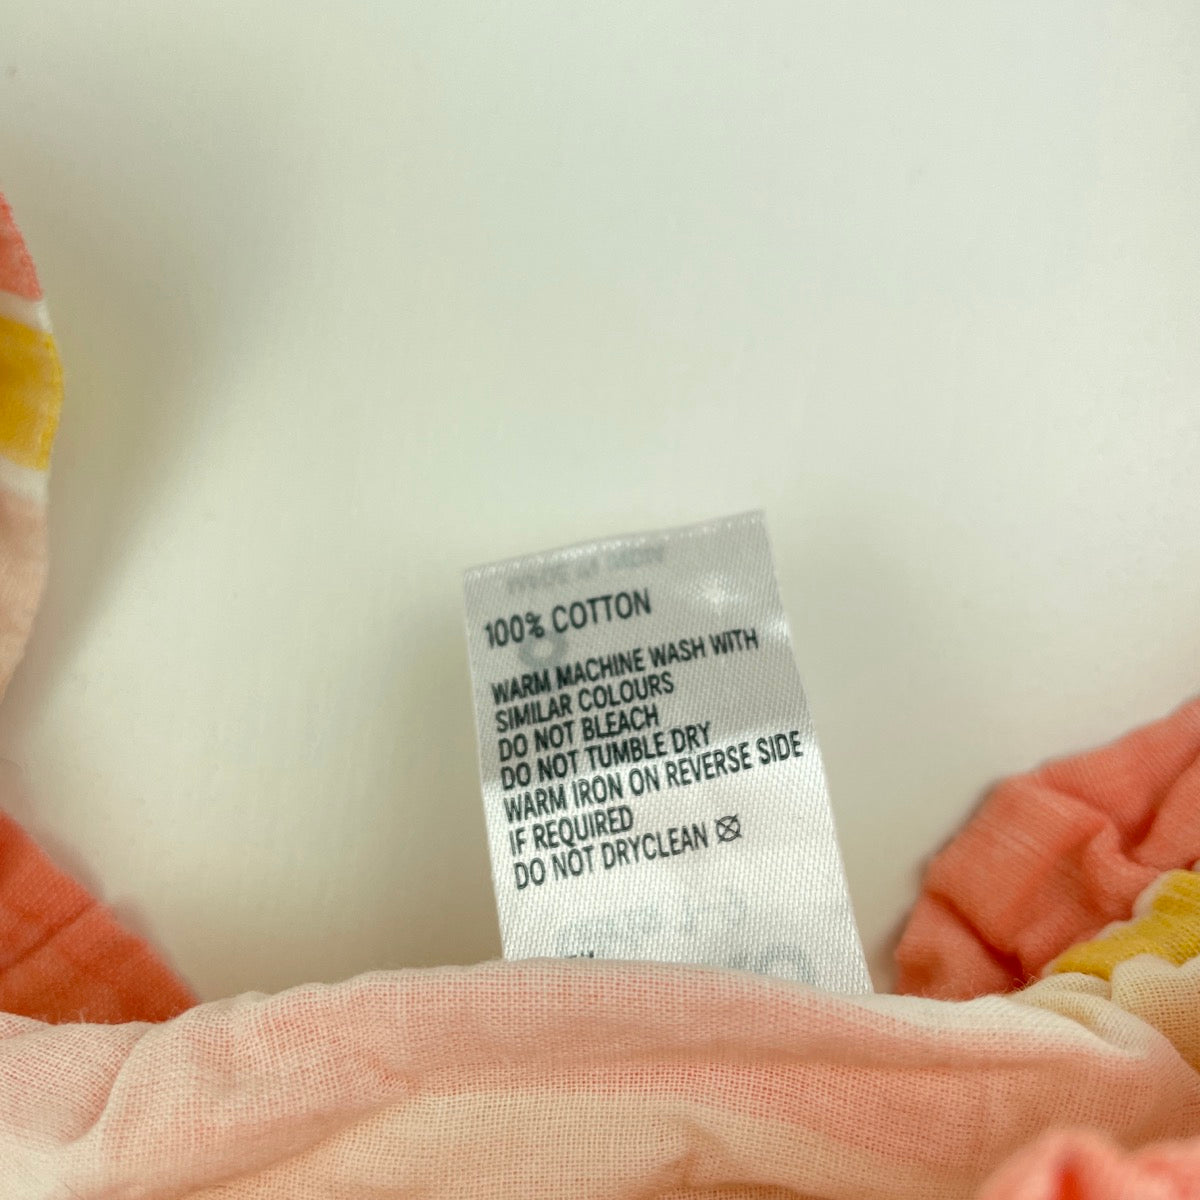 100% COTTON
WARM MACHINE WASH WITH
SIMILAR COLOURS
DO NOT BLEACH
DO NOT TUMBLE DRY
WARM IRON ON REVERSE SIDE
IF REQUIRED
DO NOT DRYCLEAN